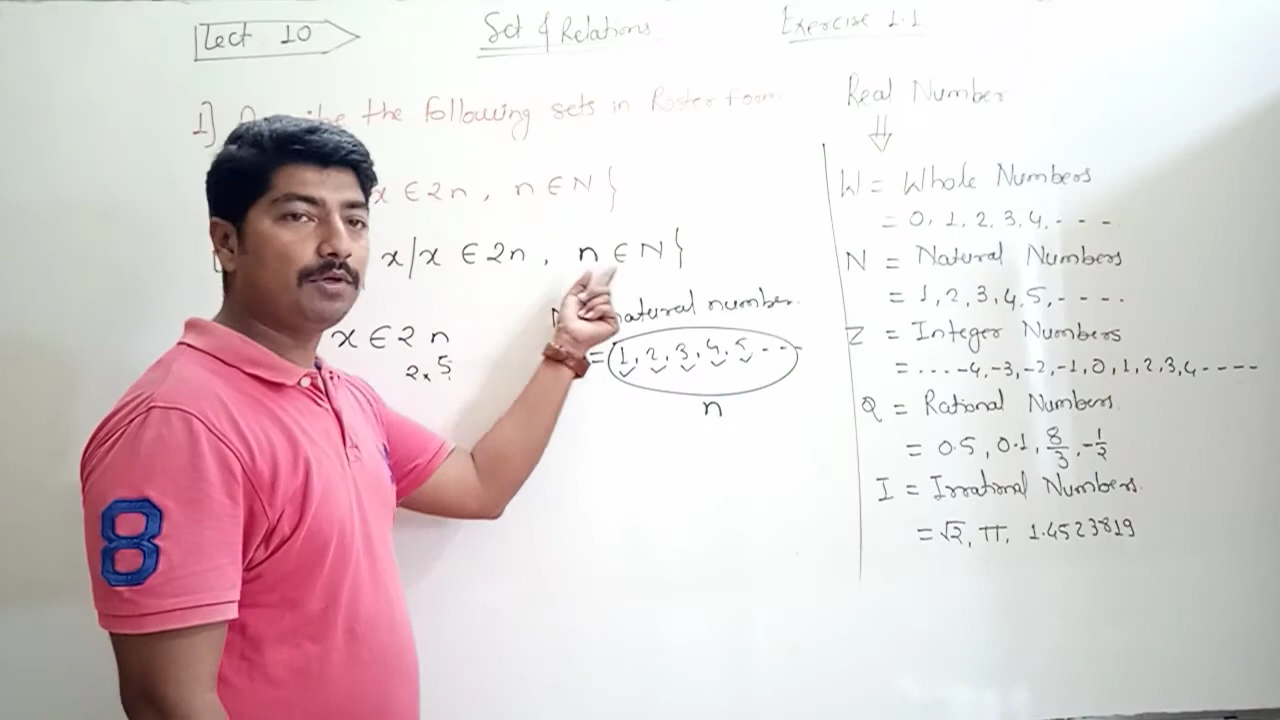 Lect 10
Set & Relations
Exercise 1.1
1] the following sets in Roster form
x ∈ 2n , n ∈ N }
x/x ∈ 2n , n ∈ N }
natural number.
= 1, 2, 3, 4, 5, - - - -
n
x ∈ 2n
2 × 5
Real Number
⇓
W = Whole Numbers
= 0, 1, 2, 3, 4, - - -
N = Natural Numbers
= 1, 2, 3, 4, 5, - - - -
Z = Integer Numbers
= .... -4, -3, -2, -1, 0, 1, 2, 3, 4 - - - - -
Q = Rational Numbers
= 0.5, 0.1, 8/3, -1/2
I = Irrational Numbers.
= √2, π, 1.4523819
8